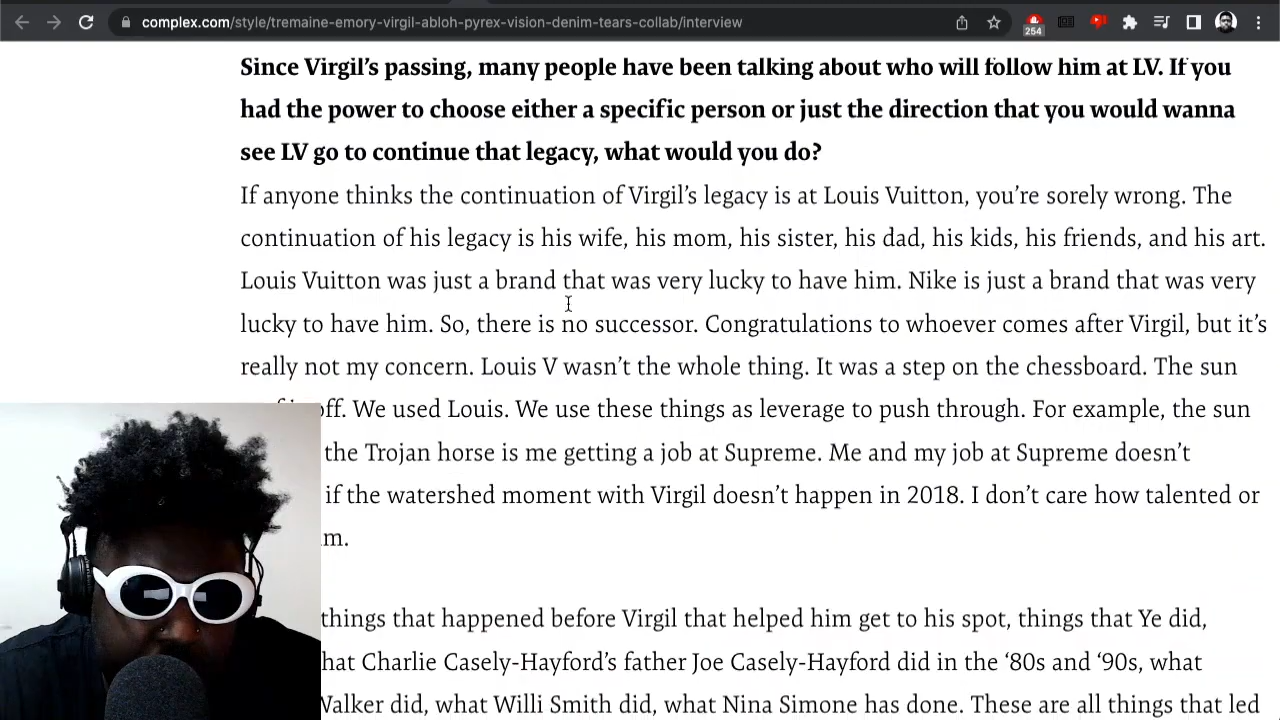 complex.com/style/tremaine-emory-virgil-abloh-pyrex-vision-denim-tears-collab/interview
254
Since Virgil’s passing, many people have been talking about who will follow him at LV. If you
had the power to choose either a specific person or just the direction that you would wanna
see LV go to continue that legacy, what would you do?
If anyone thinks the continuation of Virgil’s legacy is at Louis Vuitton, you’re sorely wrong. The
continuation of his legacy is his wife, his mom, his sister, his dad, his kids, his friends, and his art.
Louis Vuitton was just a brand that was very lucky to have him. Nike is just a brand that was very
lucky to have him. So, there is no successor. Congratulations to whoever comes after Virgil, but it’s
really not my concern. Louis V wasn’t the whole thing. It was a step on the chessboard. The sun
off. We used Louis. We use these things as leverage to push through. For example, the sun
the Trojan horse is me getting a job at Supreme. Me and my job at Supreme doesn’t
if the watershed moment with Virgil doesn’t happen in 2018. I don’t care how talented or
things that happened before Virgil that helped him get to his spot, things that Ye did,
Charlie Casely-Hayford’s father Joe Casely-Hayford did in the ‘80s and ‘90s, what
Walker did, what Willi Smith did, what Nina Simone has done. These are all things that led